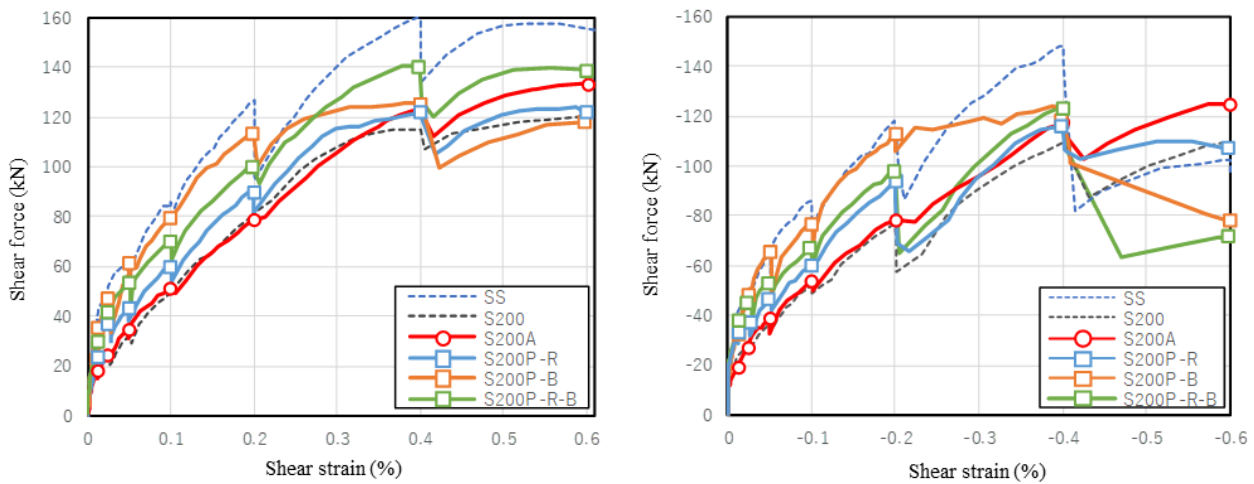 160
140
120
100
80
60
40
20
0
Shear force (kN)
0
0.1
0.2
0.3
0.4
0.5
0.6
Shear strain (%)
SS
S200
S200A
S200P-R
S200P-B
S200P-R-B
-160
-140
-120
-100
-80
-60
-40
-20
0
Shear force (kN)
0
-0.1
-0.2
-0.3
-0.4
-0.5
-0.6
Shear strain (%)
SS
S200
S200A
S200P-R
S200P-B
S200P-R-B